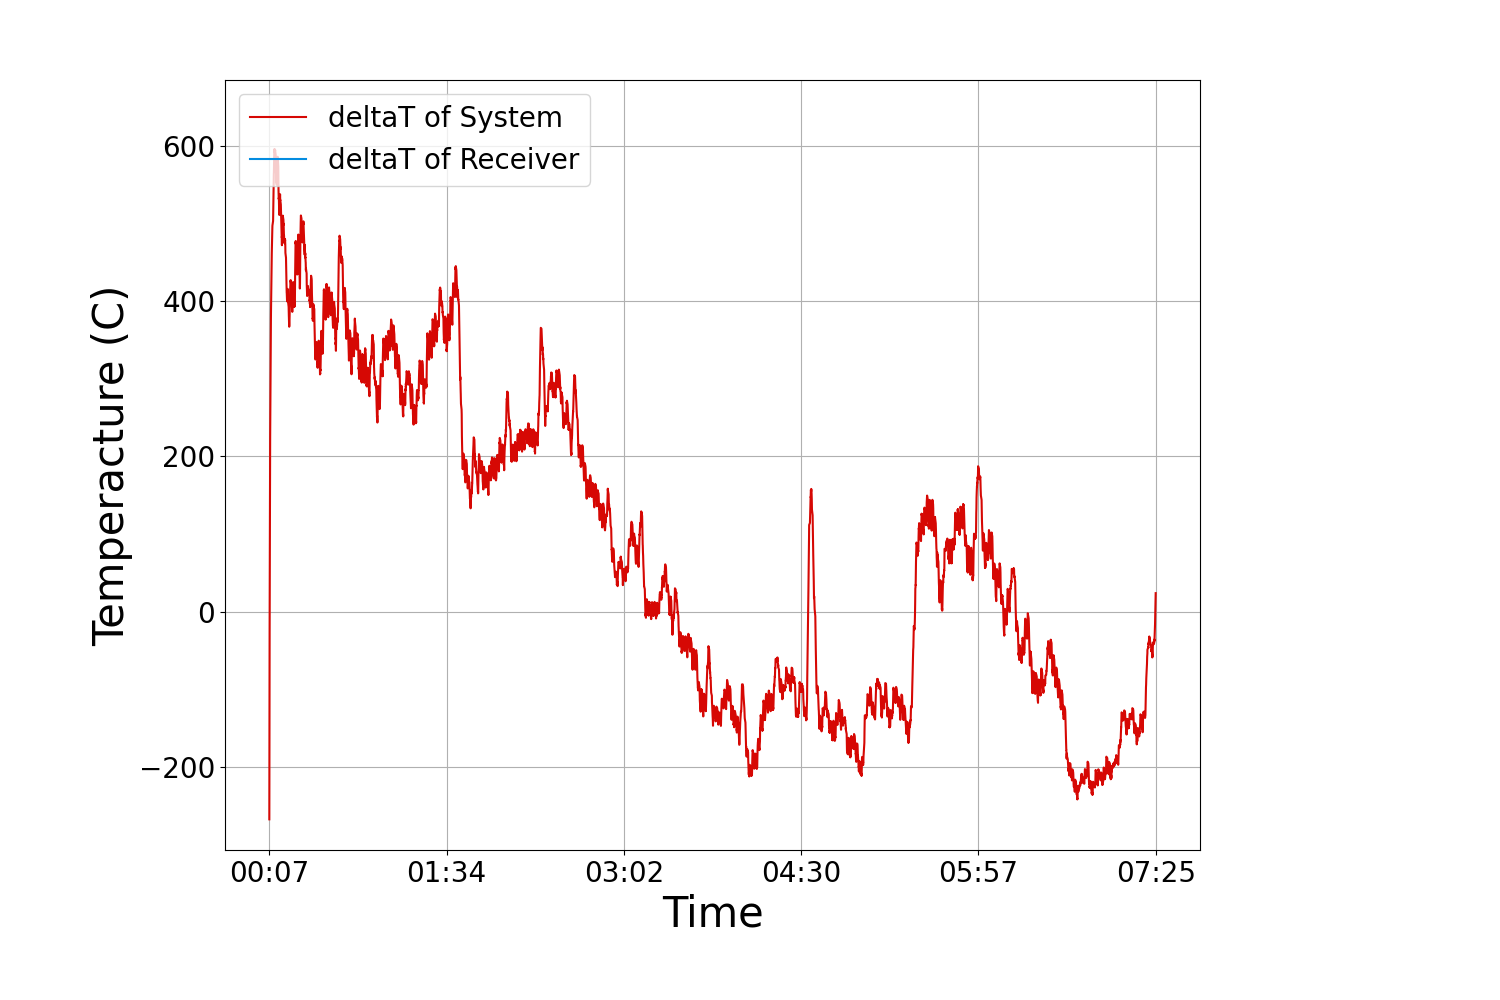 deltaT of System
deltaT of Receiver
600
400
200
0
−200
Temperacture (C)
00:07 01:34 03:02 04:30 05:57 07:25
Time